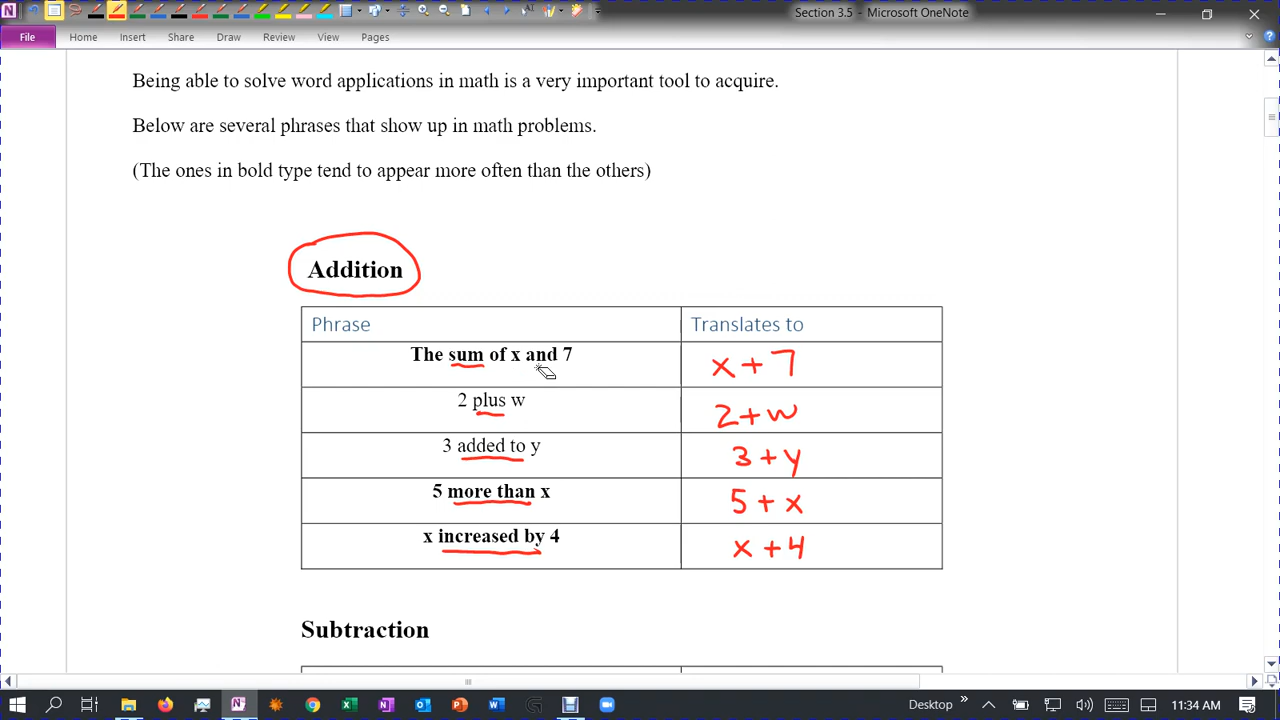 Section 3.5 - Microsoft OneNote
File Home Insert Share Draw Review View Pages
Being able to solve word applications in math is a very important tool to acquire.
Below are several phrases that show up in math problems.
(The ones in bold type tend to appear more often than the others)
Addition
Phrase Translates to
The sum of x and 7 x + 7
2 plus w 2 + w
3 added to y 3 + y
5 more than x 5 + x
x increased by 4 x + 4
Subtraction
Desktop 11:34 AM